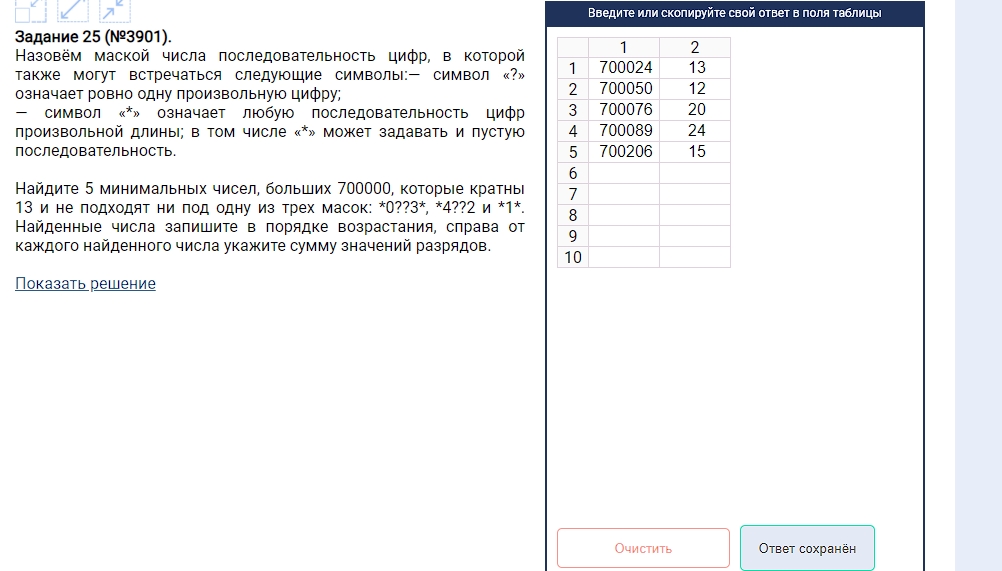 Задание 25 (№3901).
Назовём маской числа последовательность цифр, в которой
также могут встречаться следующие символы:— символ «?»
означает ровно одну произвольную цифру;
— символ «*» означает любую последовательность цифр
произвольной длины; в том числе «*» может задавать и пустую
последовательность.
Найдите 5 минимальных чисел, больших 700000, которые кратны
13 и не подходят ни под одну из трех масок: *0??3*, *4??2 и *1*.
Найденные числа запишите в порядке возрастания, справа от
каждого найденного числа укажите сумму значений разрядов.
Показать решение
Введите или скопируйте свой ответ в поля таблицы
1 2
1 700024 13
2 700050 12
3 700076 20
4 700089 24
5 700206 15
6
7
8
9
10
Очистить Ответ сохранён